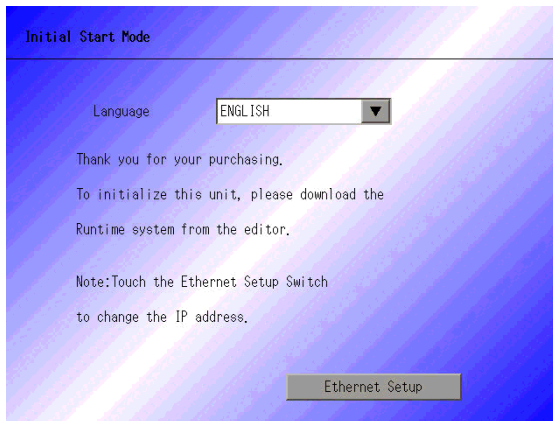 Initial Start Mode
Language ENGLISH
Thank you for your purchasing.
To initialize this unit, please download the
Runtime system from the editor.
Note:Touch the Ethernet Setup Switch
to change the IP address.
Ethernet Setup